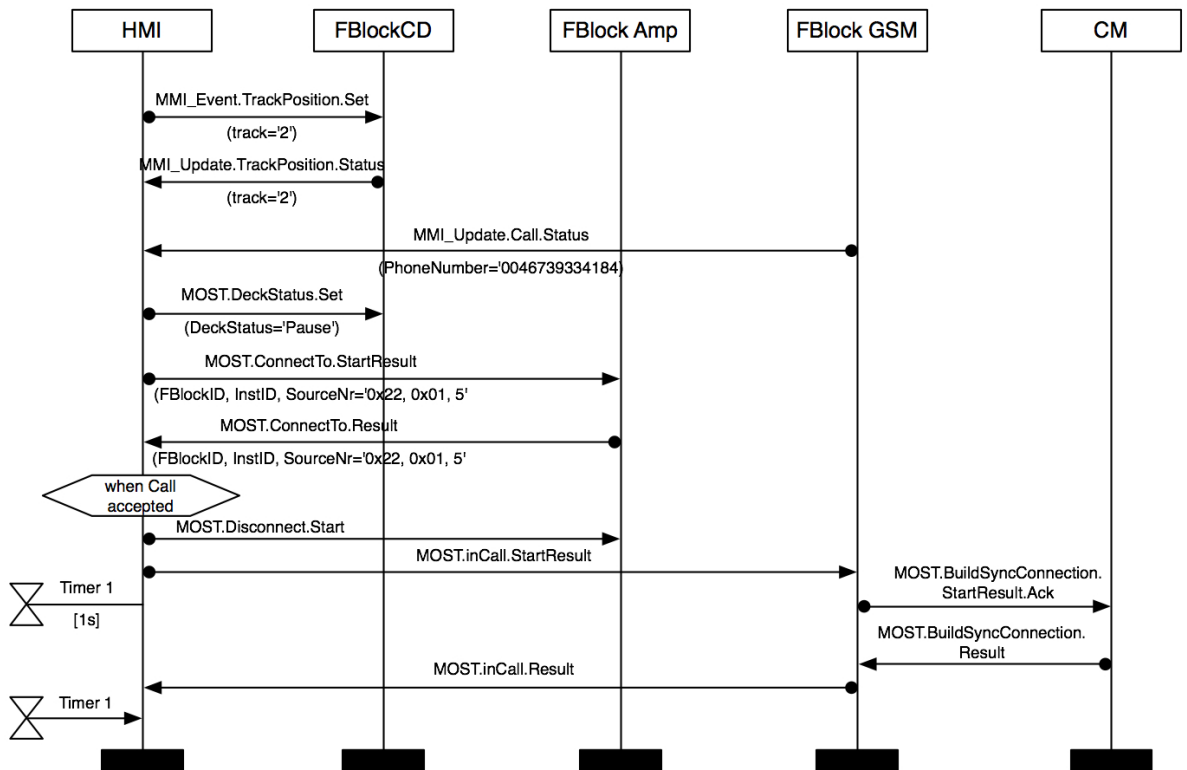 HMI
FBlockCD
FBlock Amp
FBlock GSM
CM
MMI_Event.TrackPosition.Set
(track='2')
MMI_Update.TrackPosition.Status
(track='2')
MMI_Update.Call.Status
(PhoneNumber='0046739334184)
MOST.DeckStatus.Set
(DeckStatus='Pause')
MOST.ConnectTo.StartResult
(FBlockID, InstID, SourceNr='0x22, 0x01, 5'
MOST.ConnectTo.Result
(FBlockID, InstID, SourceNr='0x22, 0x01, 5'
when Call
accepted
MOST.Disconnect.Start
MOST.inCall.StartResult
Timer 1
[1s]
MOST.BuildSyncConnection.
StartResult.Ack
MOST.BuildSyncConnection.
Result
MOST.inCall.Result
Timer 1